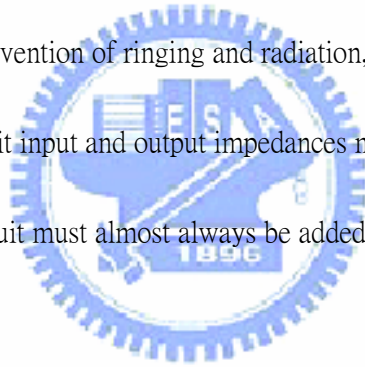 vention of ringing and radiation,
E S A
it input and output impedances
uit must almost always be added
1896